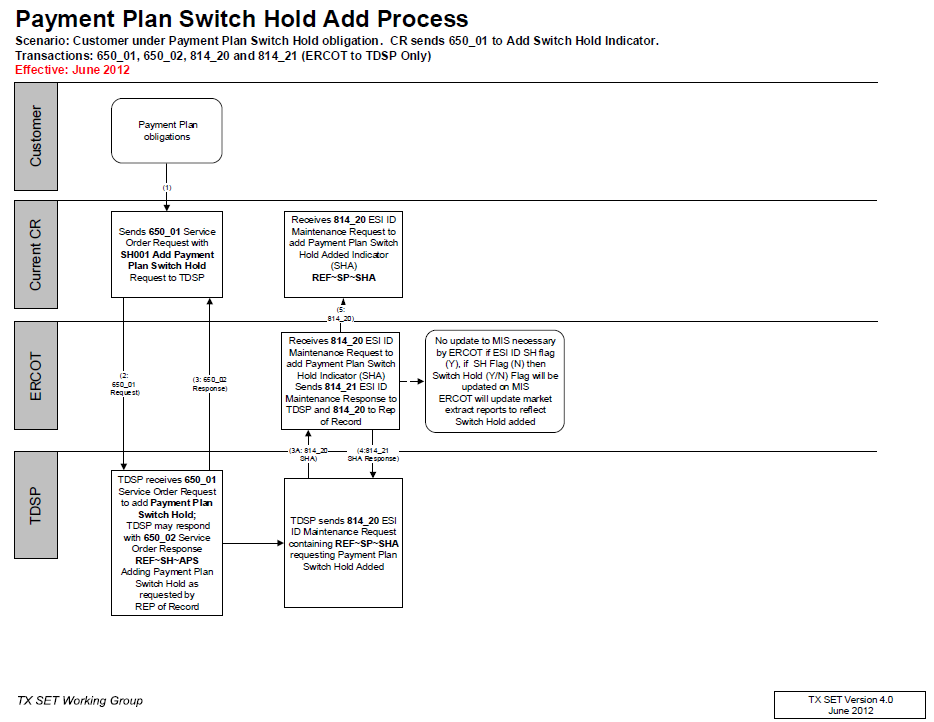 Payment Plan Switch Hold Add Process
Scenario: Customer under Payment Plan Switch Hold obligation.  CR sends 650_01 to Add Switch Hold Indicator.
Transactions: 650_01, 650_02, 814_20 and 814_21 (ERCOT to TDSP Only)
Effective: June 2012
Customer
Payment Plan
obligations
(1)
Current CR
Sends 650_01 Service
Order Request with
SH001 Add Payment
Plan Switch Hold
Request to TDSP
Receives 814_20 ESI ID
Maintenance Request to
add Payment Plan Switch
Hold Added Indicator
(SHA)
REF~SP~SHA
(5:
814_20)
ERCOT
(2:
650_01
Request)
(3: 650_02
Response)
Receives 814_20 ESI ID
Maintenance Request to
add Payment Plan Switch
Hold Indicator (SHA)
Sends 814_21 ESI ID
Maintenance Response to
TDSP and 814_20 to Rep
of Record
No update to MIS necessary
by ERCOT if ESI ID SH flag
(Y), if  SH Flag (N) then
Switch Hold (Y/N) Flag will be
updated on MIS
ERCOT will update market
extract reports to reflect
Switch Hold added
(3A: 814_20
SHA)
(4:814_21
SHA Response)
TDSP
TDSP receives 650_01
Service Order Request
to add Payment Plan
Switch Hold;
TDSP may respond
with 650_02 Service
Order Response
REF~SH~APS
Adding Payment Plan
Switch Hold as
requested by
REP of Record
TDSP sends 814_20 ESI
ID Maintenance Request
containing REF~SP~SHA
requesting Payment Plan
Switch Hold Added
TX SET Working Group
TX SET Version 4.0
June 2012